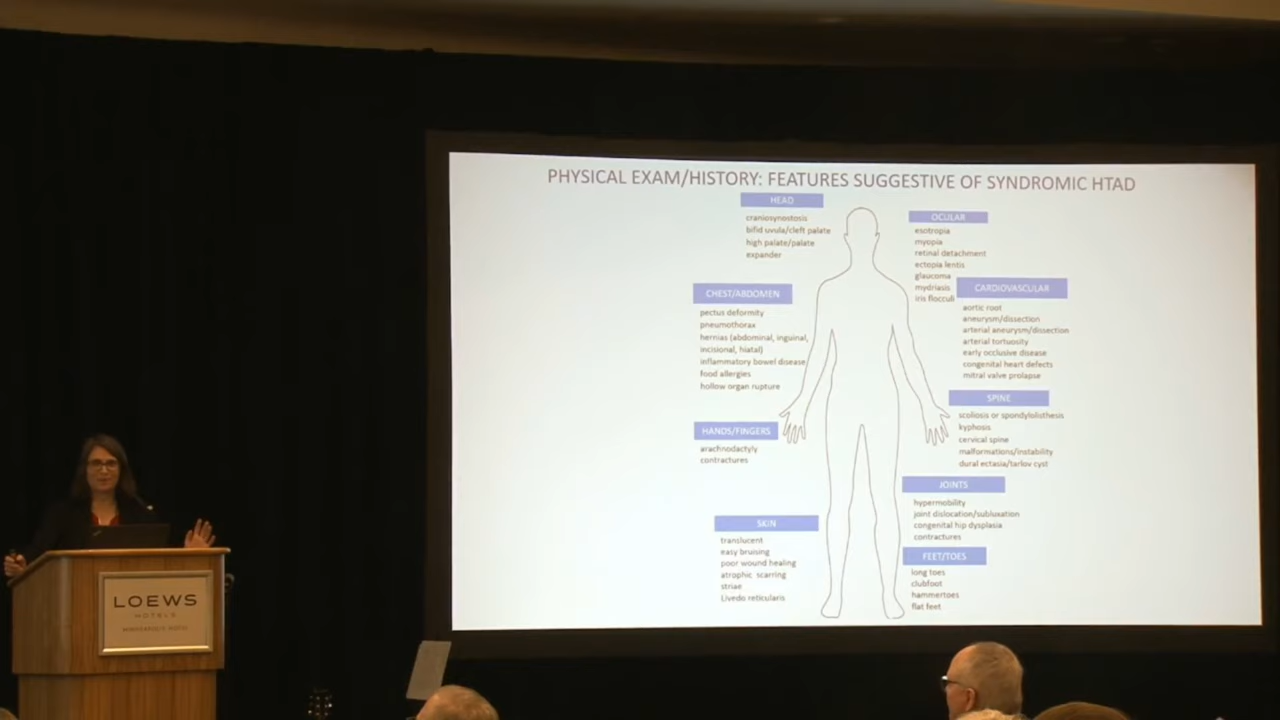 PHYSICAL EXAM/HISTORY: FEATURES SUGGESTIVE OF SYNDROMIC HTAD
HEAD
craniosynostosis
bifid uvula/cleft palate
high palate/palate
expander
OCULAR
esotropia
myopia
retinal detachment
ectopia lentis
glaucoma
mydriasis
iris flocculi
CHEST/ABDOMEN
pectus deformity
pneumothorax
hernias (abdominal, inguinal,
incisional, hiatal)
inflammatory bowel disease
food allergies
hollow organ rupture
CARDIOVASCULAR
aortic root
aneurysm/dissection
arterial aneurysm/dissection
arterial tortuosity
early occlusive disease
congenital heart defects
mitral valve prolapse
HANDS/FINGERS
arachnodactyly
contractures
SPINE
scoliosis or spondylolisthesis
kyphosis
cervical spine
malformations/instability
dural ectasia/tarlov cyst
JOINTS
hypermobility
joint dislocation/subluxation
congenital hip dysplasia
contractures
SKIN
translucent
easy bruising
poor wound healing
atrophic scarring
striae
Livedo reticularis
FEET/TOES
long toes
clubfoot
hammertoes
flat feet
LOEWS
HOTELS